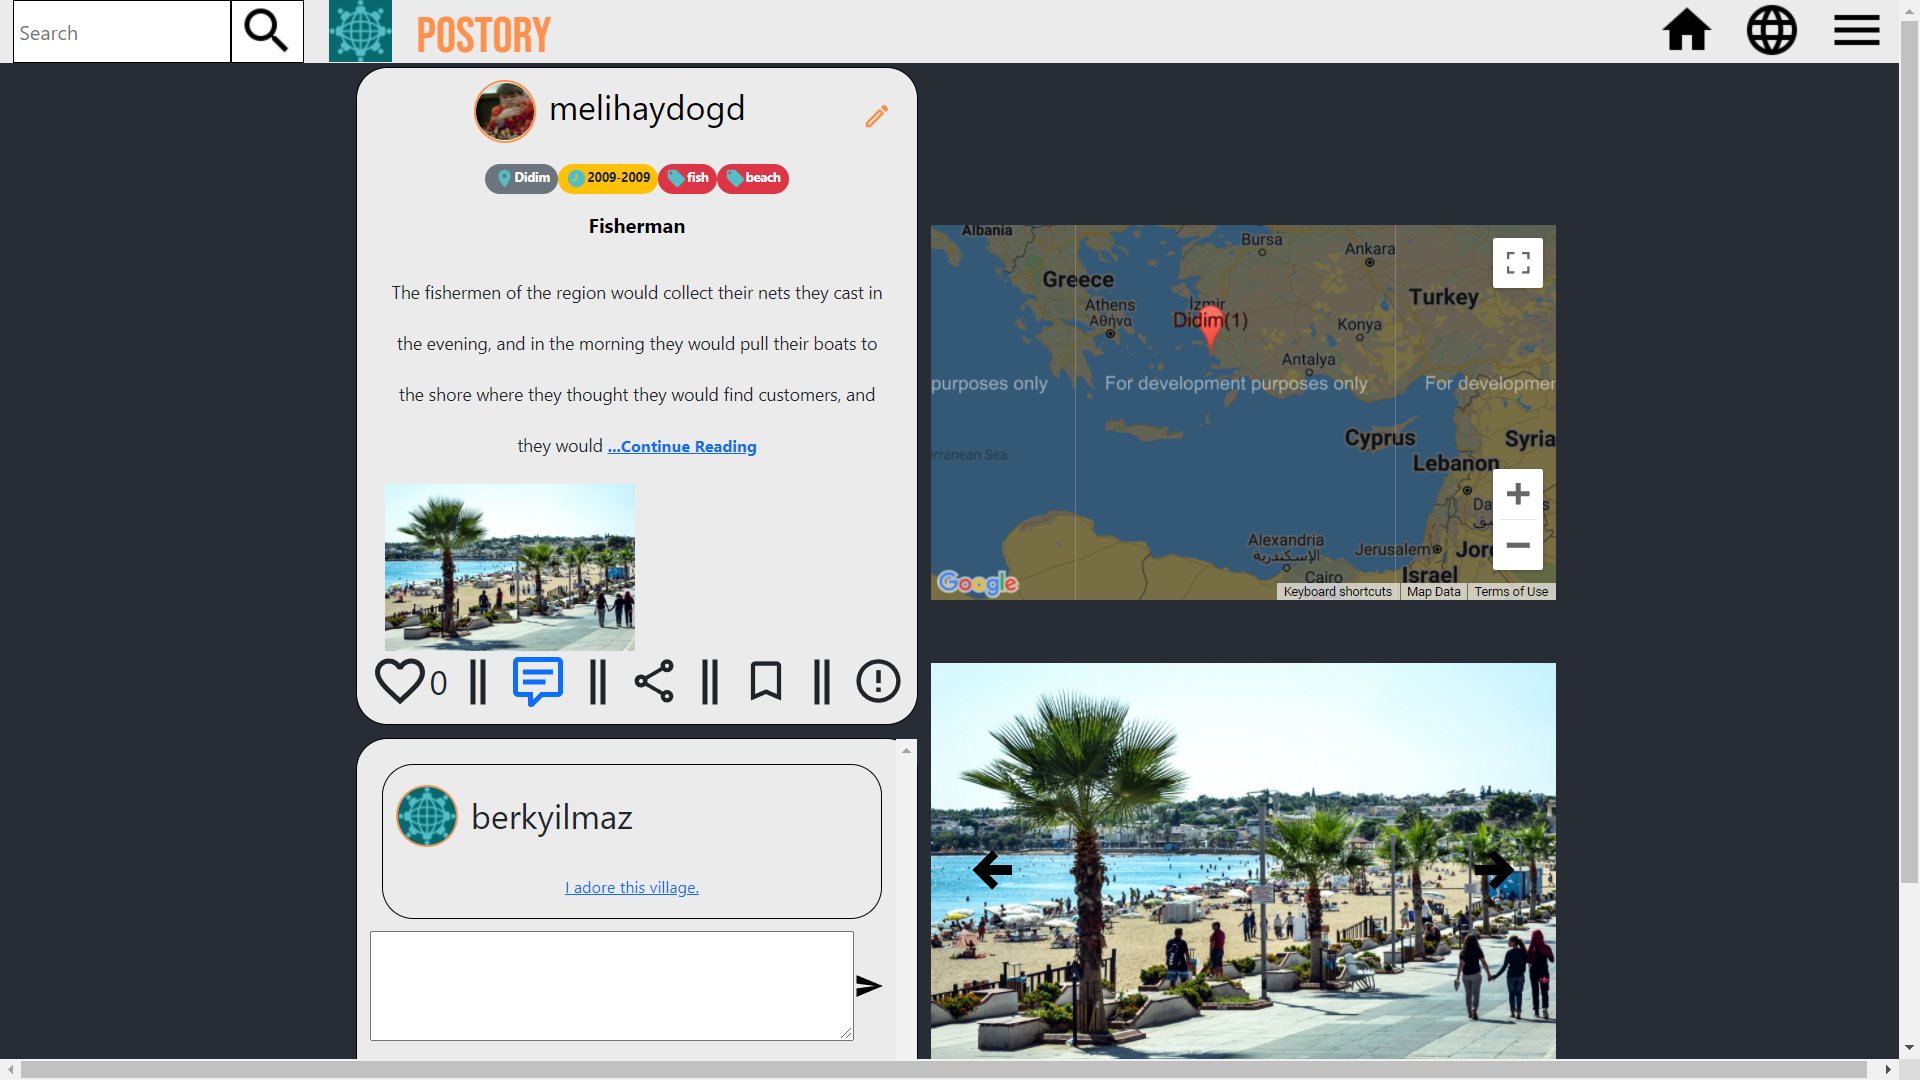 Search
POSTORY
melihaydogd
Didim
2009-2009
fish
beach
Fisherman
The fishermen of the region would collect their nets they cast in
the evening, and in the morning they would pull their boats to
the shore where they thought they would find customers, and
they would ...Continue Reading
0
berkyilmaz
I adore this village.
Albania
Bursa
Ankara
Greece
Turkey
Athens
Αθήνα
İzmir
Didim(1)
Konya
Antalya
purposes only
For development purposes only
For developmen
Cyprus
Syria
erranean Sea
Lebanon
Alexandria
الإسكندرية
Jerusalem
Cairo
Israel
Google
Keyboard shortcuts
Map Data
Terms of Use